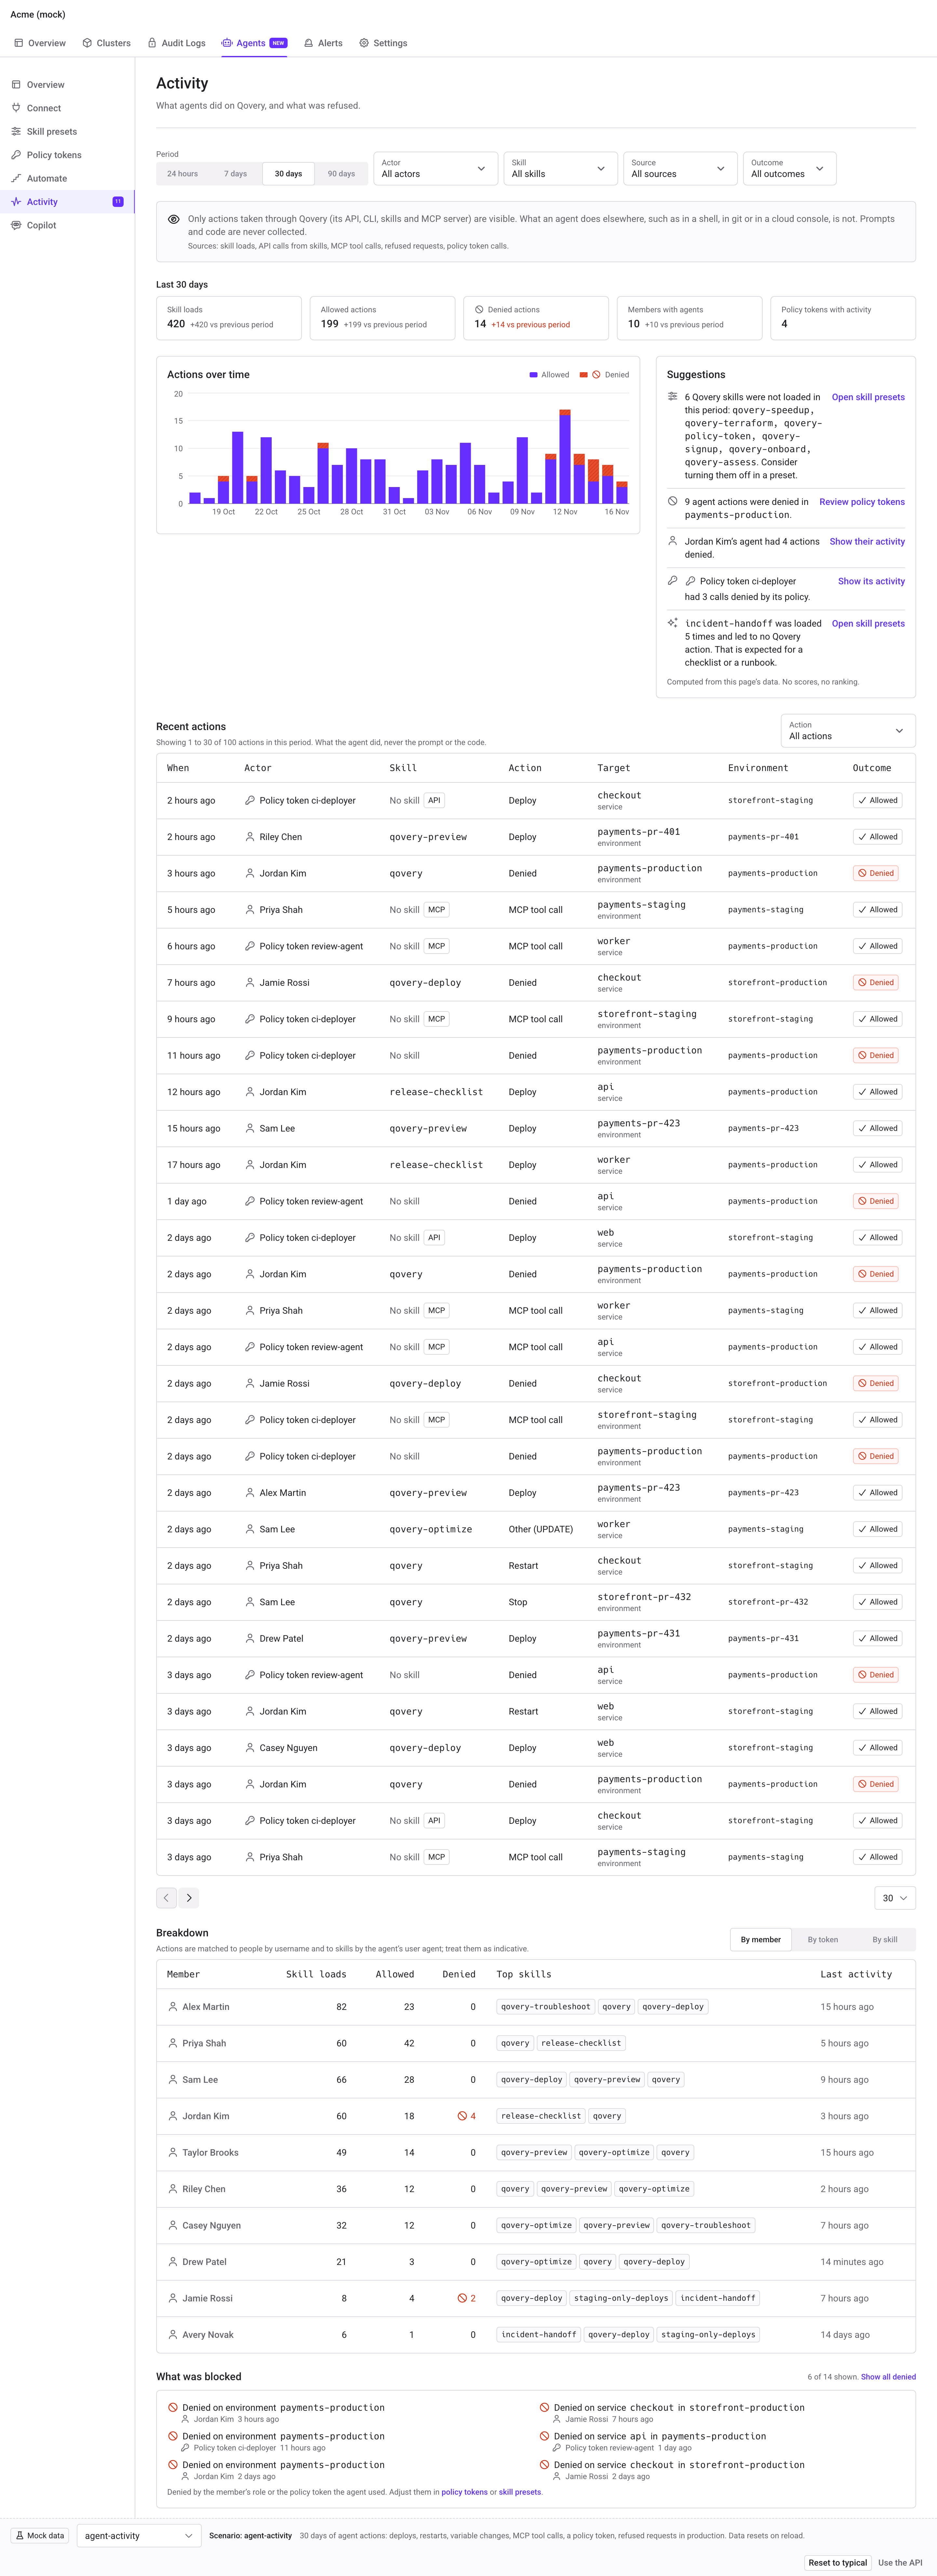 Acme (mock)
Overview Clusters Audit Logs Agents NEW Alerts Settings
Overview
Connect
Skill presets
Policy tokens
Automate
Activity 11
Copilot
Activity
What agents did on Qovery, and what was refused.
Period
24 hours 7 days 30 days 90 days
Actor
All actors
Skill
All skills
Source
All sources
Outcome
All outcomes
Only actions taken through Qovery (its API, CLI, skills and MCP server) are visible. What an agent does elsewhere, such as in a shell, in git or in a cloud console, is not. Prompts
and code are never collected.
Sources: skill loads, API calls from skills, MCP tool calls, refused requests, policy token calls.
Last 30 days
Skill loads
420 +420 vs previous period
Allowed actions
199 +199 vs previous period
Denied actions
14 +14 vs previous period
Members with agents
10 +10 vs previous period
Policy tokens with activity
4
Actions over time
Allowed Denied
20
15
10
5
0
19 Oct 22 Oct 25 Oct 28 Oct 31 Oct 03 Nov 06 Nov 09 Nov 12 Nov 16 Nov
Suggestions
6 Qovery skills were not loaded in
this period: qovery-speedup,
qovery-terraform, qovery-
policy-token, qovery-
signup, qovery-onboard,
qovery-assess. Consider
turning them off in a preset.
Open skill presets
9 agent actions were denied in
payments-production.
Review policy tokens
Jordan Kim's agent had 4 actions
denied.
Show their activity
Policy token ci-deployer
had 3 calls denied by its policy.
Show its activity
incident-handoff was loaded
5 times and led to no Qovery
action. That is expected for a
checklist or a runbook.
Open skill presets
Computed from this page's data. No scores, no ranking.
Recent actions
Showing 1 to 30 of 100 actions in this period. What the agent did, never the prompt or the code.
Action
All actions
When Actor Skill Action Target Environment Outcome
2 hours ago Policy token ci-deployer No skill API Deploy checkout service storefront-staging Allowed
2 hours ago Riley Chen qovery-preview Deploy payments-pr-401 environment payments-pr-401 Allowed
3 hours ago Jordan Kim qovery Denied payments-production environment payments-production Denied
5 hours ago Priya Shah No skill MCP MCP tool call payments-staging environment payments-staging Allowed
6 hours ago Policy token review-agent No skill MCP MCP tool call worker service payments-production Allowed
7 hours ago Jamie Rossi qovery-deploy Denied checkout service storefront-production Denied
9 hours ago Policy token ci-deployer No skill MCP MCP tool call storefront-staging environment storefront-staging Allowed
11 hours ago Policy token ci-deployer No skill Denied payments-production environment payments-production Denied
12 hours ago Jordan Kim release-checklist Deploy api service payments-production Allowed
15 hours ago Sam Lee qovery-preview Deploy payments-pr-423 environment payments-pr-423 Allowed
17 hours ago Jordan Kim release-checklist Deploy worker service payments-production Allowed
1 day ago Policy token review-agent No skill Denied api service payments-production Denied
2 days ago Policy token ci-deployer No skill API Deploy web service storefront-staging Allowed
2 days ago Jordan Kim qovery Denied payments-production environment payments-production Denied
2 days ago Priya Shah No skill MCP MCP tool call worker service payments-staging Allowed
2 days ago Policy token review-agent No skill MCP MCP tool call api service payments-production Allowed
2 days ago Jamie Rossi qovery-deploy Denied checkout service storefront-production Denied
2 days ago Policy token ci-deployer No skill MCP MCP tool call storefront-staging environment storefront-staging Allowed
2 days ago Policy token ci-deployer No skill Denied payments-production environment payments-production Denied
2 days ago Alex Martin qovery-preview Deploy payments-pr-423 environment payments-pr-423 Allowed
2 days ago Sam Lee qovery-optimize Other (UPDATE) worker service payments-staging Allowed
2 days ago Priya Shah qovery Restart checkout service storefront-staging Allowed
2 days ago Sam Lee qovery Stop storefront-pr-432 environment storefront-pr-432 Allowed
2 days ago Drew Patel qovery-preview Deploy payments-pr-431 environment payments-pr-431 Allowed
3 days ago Policy token review-agent No skill Denied api service payments-production Denied
3 days ago Jordan Kim qovery Restart web service storefront-staging Allowed
3 days ago Casey Nguyen qovery-deploy Deploy web service storefront-staging Allowed
3 days ago Jordan Kim qovery Denied payments-production environment payments-production Denied
3 days ago Policy token ci-deployer No skill API Deploy checkout service storefront-staging Allowed
3 days ago Priya Shah No skill MCP MCP tool call payments-staging environment payments-staging Allowed
30
Breakdown
Actions are matched to people by username and to skills by the agent's user agent; treat them as indicative.
By member By token By skill
Member Skill loads Allowed Denied Top skills Last activity
Alex Martin 82 23 0 qovery-troubleshoot qovery qovery-deploy 15 hours ago
Priya Shah 60 42 0 qovery release-checklist 5 hours ago
Sam Lee 66 28 0 qovery-deploy qovery-preview qovery 9 hours ago
Jordan Kim 60 18 4 release-checklist qovery 3 hours ago
Taylor Brooks 49 14 0 qovery-preview qovery-optimize qovery 15 hours ago
Riley Chen 36 12 0 qovery qovery-preview qovery-optimize 2 hours ago
Casey Nguyen 32 12 0 qovery-optimize qovery-preview qovery-troubleshoot 7 hours ago
Drew Patel 21 3 0 qovery-optimize qovery qovery-deploy 14 minutes ago
Jamie Rossi 8 4 2 qovery-deploy staging-only-deploys incident-handoff 7 hours ago
Avery Novak 6 1 0 incident-handoff qovery-deploy staging-only-deploys 14 days ago
What was blocked
6 of 14 shown. Show all denied
Denied on environment payments-production
Jordan Kim 3 hours ago
Denied on service checkout in storefront-production
Jamie Rossi 7 hours ago
Denied on environment payments-production
Policy token ci-deployer 11 hours ago
Denied on service api in payments-production
Policy token review-agent 1 day ago
Denied on environment payments-production
Jordan Kim 2 days ago
Denied on service checkout in storefront-production
Jamie Rossi 2 days ago
Denied by the member's role or the policy token the agent used. Adjust them in policy tokens or skill presets.
Mock data agent-activity Scenario: agent-activity 30 days of agent actions: deploys, restarts, variable changes, MCP tool calls, a policy token, refused requests in production. Data resets on reload.
Reset to typical Use the API